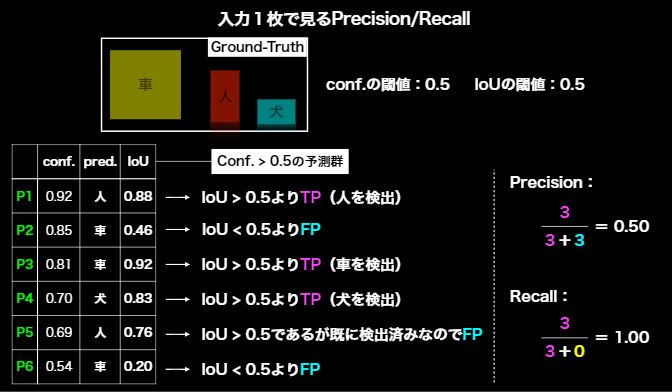 入力１枚で見るPrecision/Recall
Ground-Truth
車
人
犬
conf.の閾値：0.5 IoUの閾値：0.5
conf. pred. IoU
Conf. > 0.5の予測群
P1 0.92 人 0.88 → IoU > 0.5よりTP（人を検出）
P2 0.85 車 0.46 → IoU < 0.5よりFP
P3 0.81 車 0.92 → IoU > 0.5よりTP（車を検出）
P4 0.70 犬 0.83 → IoU > 0.5よりTP（犬を検出）
P5 0.69 人 0.76 → IoU > 0.5であるが既に検出済みなのでFP
P6 0.54 車 0.20 → IoU < 0.5よりFP
Precision：
3
3＋3
＝ 0.50
Recall：
3
3＋0
＝ 1.00